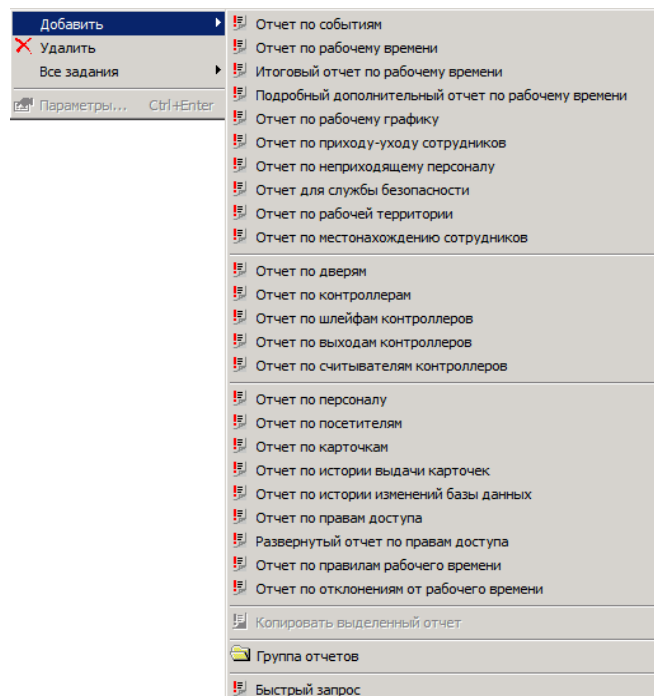 Добавить
Удалить
Все задания
Параметры... Ctrl+Enter
Отчет по событиям
Отчет по рабочему времени
Итоговый отчет по рабочему времени
Подробный дополнительный отчет по рабочему времени
Отчет по рабочему графику
Отчет по приходу-уходу сотрудников
Отчет по неприходящему персоналу
Отчет для службы безопасности
Отчет по рабочей территории
Отчет по местонахождению сотрудников
Отчет по дверям
Отчет по контроллерам
Отчет по шлейфам контроллеров
Отчет по выходам контроллеров
Отчет по считывателям контроллеров
Отчет по персоналу
Отчет по посетителям
Отчет по карточкам
Отчет по истории выдачи карточек
Отчет по истории изменений базы данных
Отчет по правам доступа
Развернутый отчет по правам доступа
Отчет по правилам рабочего времени
Отчет по отклонениям от рабочего времени
Копировать выделенный отчет
Группа отчетов
Быстрый запрос